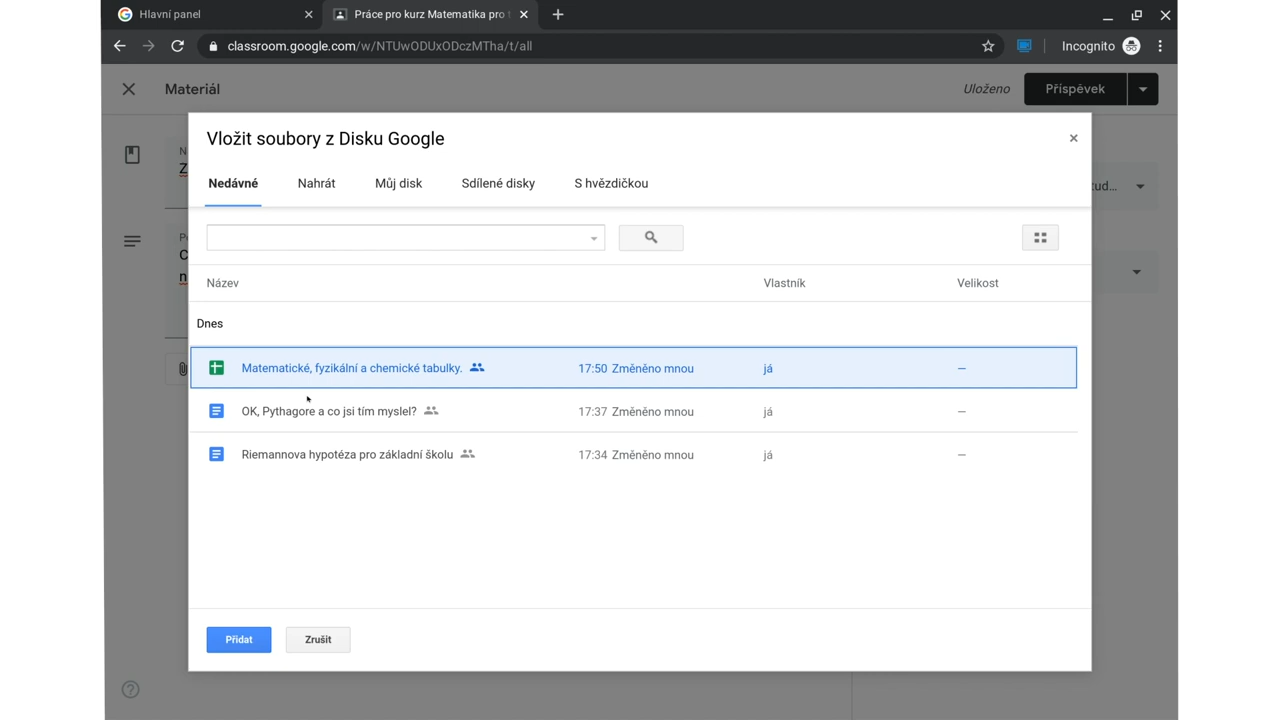 Hlavní panel
Práce pro kurz Matematika pro
classroom.google.com/w/NTUwODUxODczMTha/t/all
Incognito
Materiál
Uloženo
Příspěvek
Vložit soubory z Disku Google
Nedávné Nahrát Můj disk Sdílené disky S hvězdičkou
tud...
Název Vlastník Velikost
Dnes
Matematické, fyzikální a chemické tabulky. 17:50 Změněno mnou já —
OK, Pythagore a co jsi tím myslel? 17:37 Změněno mnou já —
Riemannova hypotéza pro základní školu 17:34 Změněno mnou já —
Přidat Zrušit